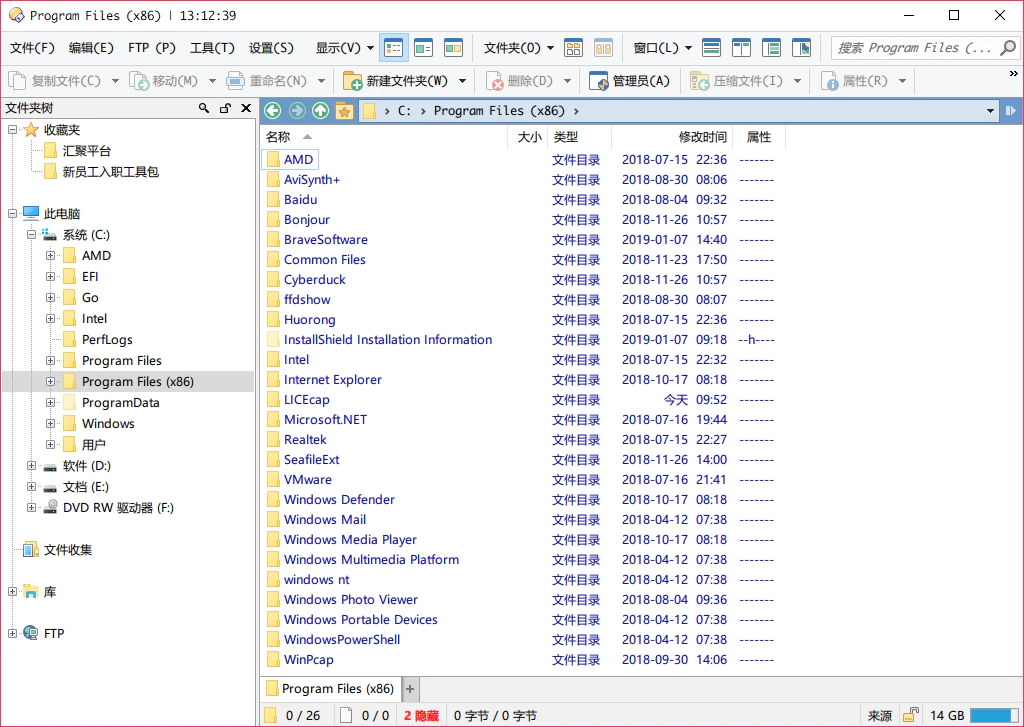 Program Files (x86) | 13:12:39
文件(F) 编辑(E) FTP (P) 工具(T) 设置(S) 显示(V) 文件夹(O) 窗口(L) 搜索 Program Files (...
复制文件(C) 移动(M) 重命名(N) 新建文件夹(W) 删除(D) 管理员(A) 压缩文件(I) 属性(R) »
文件夹树
收藏夹
汇聚平台
新员工入职工具包
此电脑
系统 (C:)
AMD
EFI
Go
Intel
PerfLogs
Program Files
Program Files (x86)
ProgramData
Windows
用户
软件 (D:)
文档 (E:)
DVD RW 驱动器 (F:)
文件收集
库
FTP
› C: › Program Files (x86) ›
名称 大小 类型 修改时间 属性
AMD 文件目录 2018-07-15 22:36 -------
AviSynth+ 文件目录 2018-08-30 08:06 -------
Baidu 文件目录 2018-08-04 09:32 -------
Bonjour 文件目录 2018-11-26 10:57 -------
BraveSoftware 文件目录 2019-01-07 14:40 -------
Common Files 文件目录 2018-11-23 17:50 -------
Cyberduck 文件目录 2018-11-26 10:57 -------
ffdshow 文件目录 2018-08-30 08:07 -------
Huorong 文件目录 2018-07-15 22:36 -------
InstallShield Installation Information 文件目录 2019-01-07 09:18 --h----
Intel 文件目录 2018-07-15 22:32 -------
Internet Explorer 文件目录 2018-10-17 08:18 -------
LICEcap 文件目录 今天 09:52 -------
Microsoft.NET 文件目录 2018-07-16 19:44 -------
Realtek 文件目录 2018-07-15 22:27 -------
SeafileExt 文件目录 2018-11-26 14:00 -------
VMware 文件目录 2018-07-16 21:41 -------
Windows Defender 文件目录 2018-10-17 08:18 -------
Windows Mail 文件目录 2018-04-12 07:38 -------
Windows Media Player 文件目录 2018-10-17 08:18 -------
Windows Multimedia Platform 文件目录 2018-04-12 07:38 -------
windows nt 文件目录 2018-04-12 07:38 -------
Windows Photo Viewer 文件目录 2018-08-04 09:36 -------
Windows Portable Devices 文件目录 2018-04-12 07:38 -------
WindowsPowerShell 文件目录 2018-04-12 07:38 -------
WinPcap 文件目录 2018-09-30 14:06 -------
Program Files (x86) +
0 / 26 0 / 0 2 隐藏 0 字节 / 0 字节 来源 14 GB